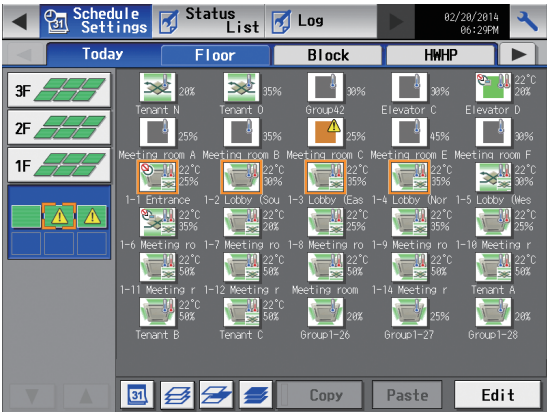 Schedule Settings
Status List
Log
02/20/2014
06:29PM
Today
Floor
Block
HWHP
3F
2F
1F
20%
35%
30%
30%
22°C
20%
Tenant N
Tenant O
Group42
Elevator C
Elevator D
25%
35%
25%
45%
30%
Meeting room A
Meeting room B
Meeting room C
Meeting room E
Meeting room F
22°C
25%
22°C
30%
22°C
35%
22°C
35%
22°C
30%
1-1 Entrance
1-2 Lobby (Sou
1-3 Lobby (Eas
1-4 Lobby (Nor
1-5 Lobby (Wes
22°C
35%
22°C
20%
22°C
25%
22°C
35%
22°C
25%
1-6 Meeting ro
1-7 Meeting ro
1-8 Meeting ro
1-9 Meeting ro
1-10 Meeting r
22°C
50%
22°C
50%
22°C
50%
22°C
50%
22°C
50%
1-11 Meeting r
1-12 Meeting r
Meeting room
1-14 Meeting r
Tenant A
22°C
50%
22°C
50%
20%
25%
20%
Tenant B
Tenant C
Group1-26
Group1-27
Group1-28
31
Copy
Paste
Edit